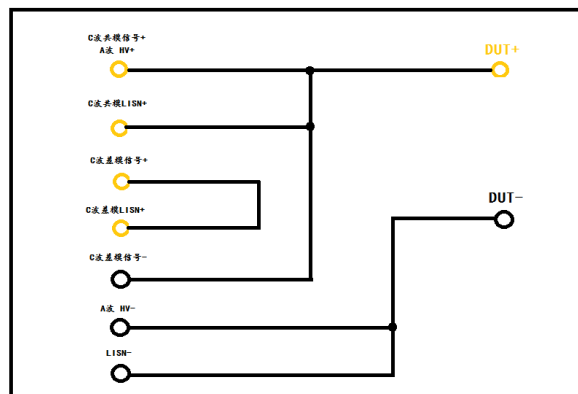 C波共模信号+
A波 HV+
DUT+
C波共模LISN+
C波差模信号+
DUT-
C波差模LISN+
C波差模信号-
A波 HV-
LISN-